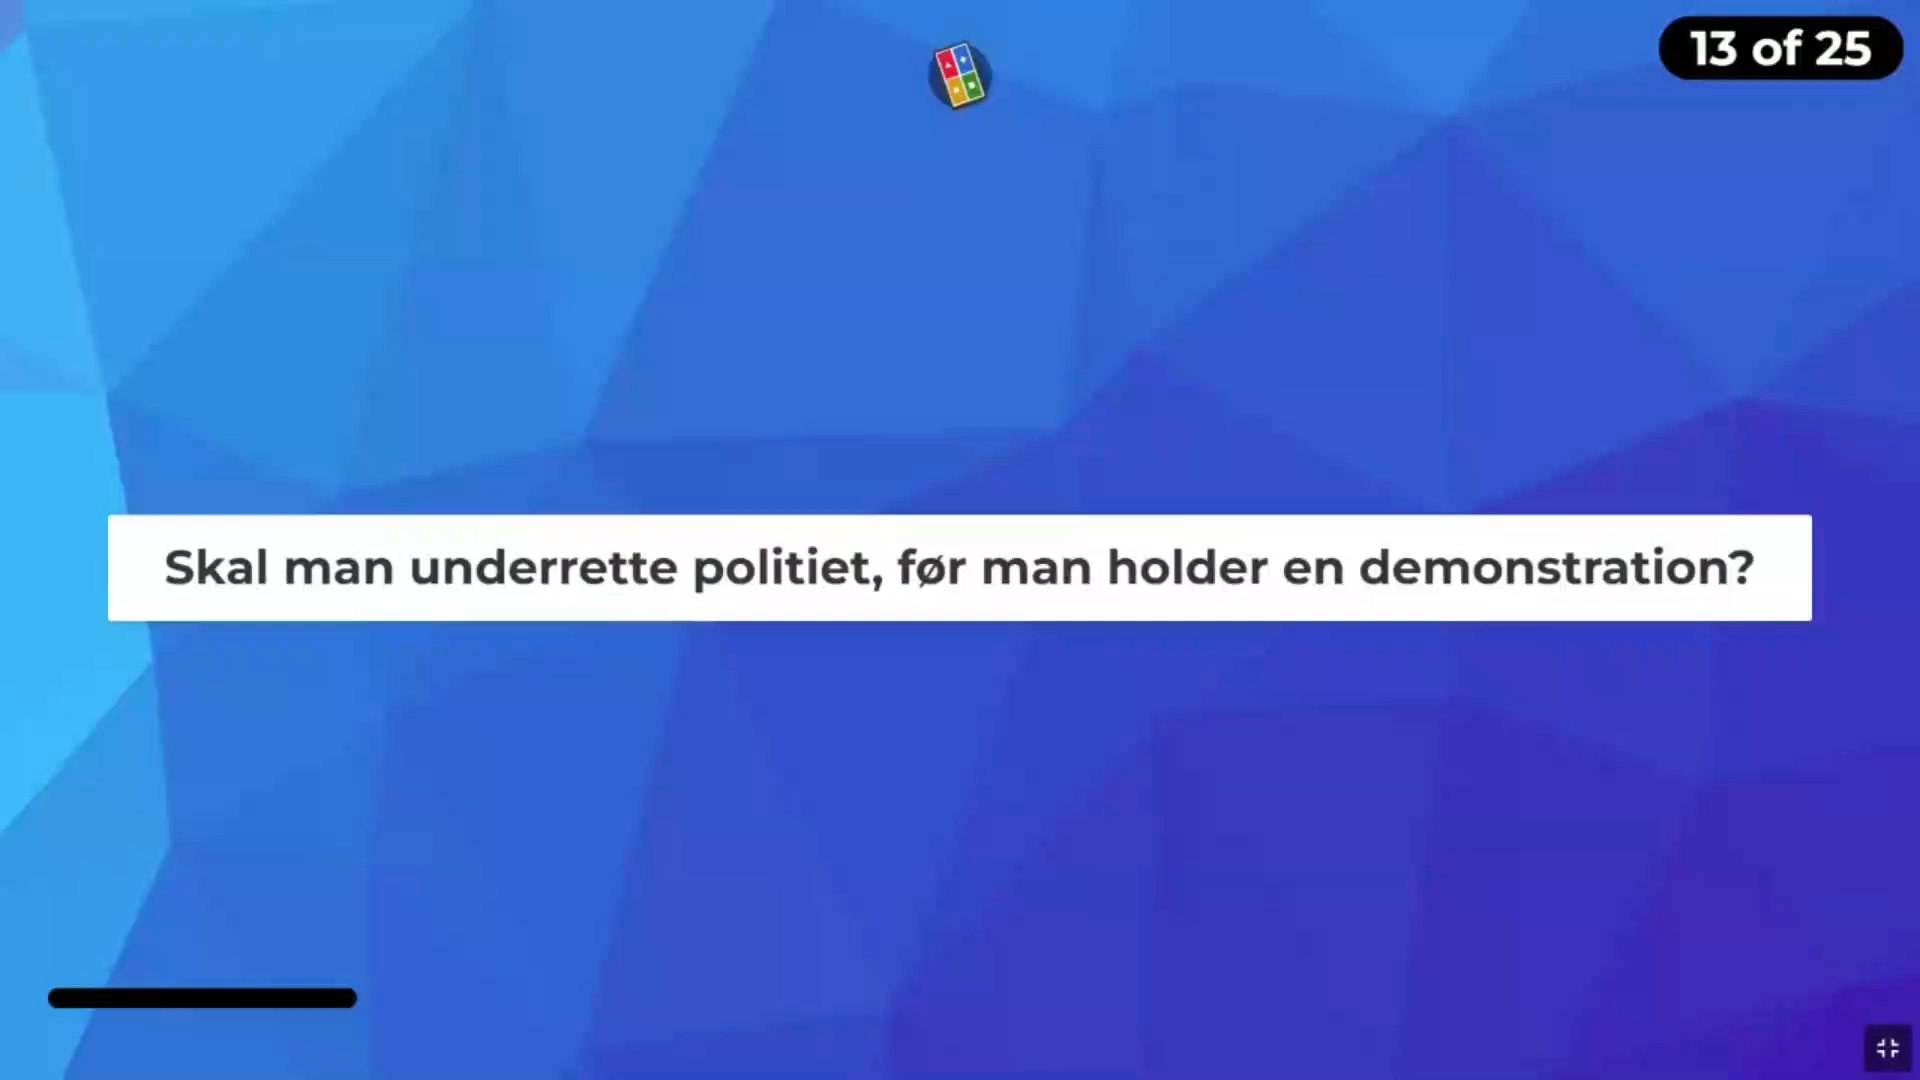 13 of 25
Skal man underrette politiet, før man holder en demonstration?